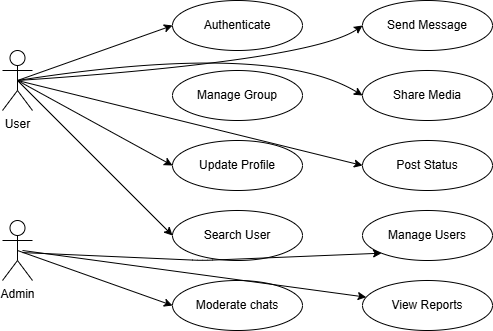 Authenticate
Send Message
Manage Group
Share Media
User
Update Profile
Post Status
Search User
Manage Users
Admin
Moderate chats
View Reports